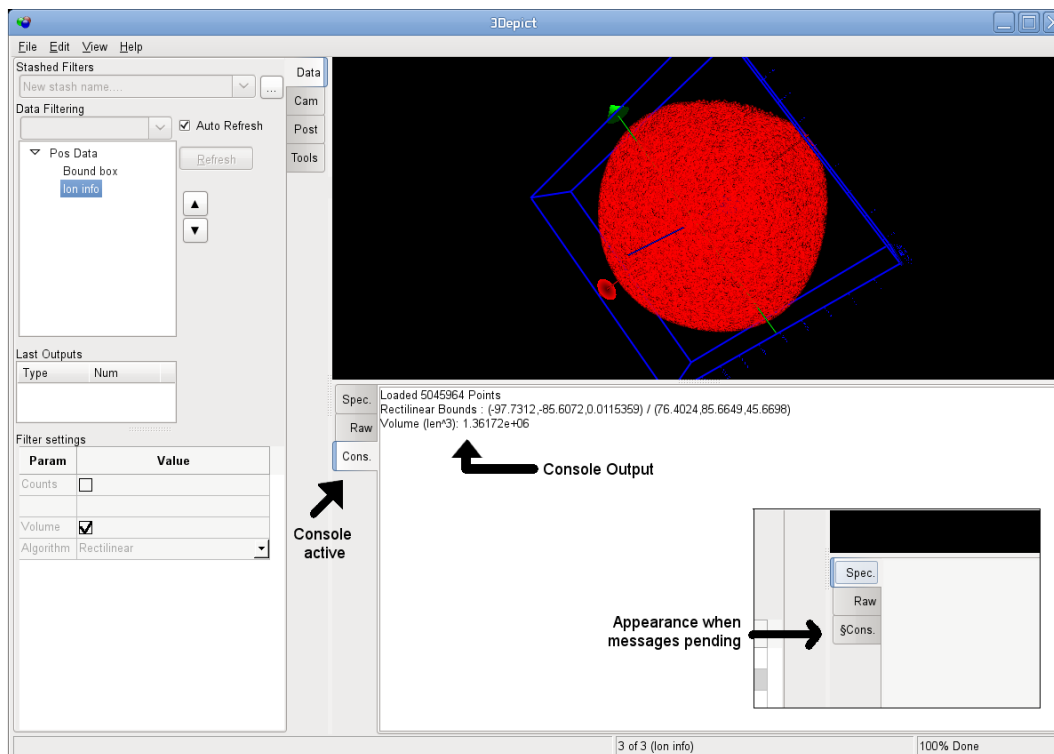 3Depict
File Edit View Help
Stashed Filters
New stash name....
...
Data Filtering
Auto Refresh
Pos Data
Refresh
Bound box
Ion info
Data
Cam
Post
Tools
Last Outputs
Type Num
Filter settings
Param Value
Counts
Volume
Algorithm Rectilinear
Spec.
Raw
Cons.
Loaded 5045964 Points
Rectilinear Bounds : (-97.7312,-85.6072,0.0115359) / (76.4024,85.6649,45.6698)
Volume (len^3): 1.36172e+06
Console Output
Console
active
Appearance when
messages pending
Spec.
Raw
§Cons.
3 of 3 (Ion info)
100% Done